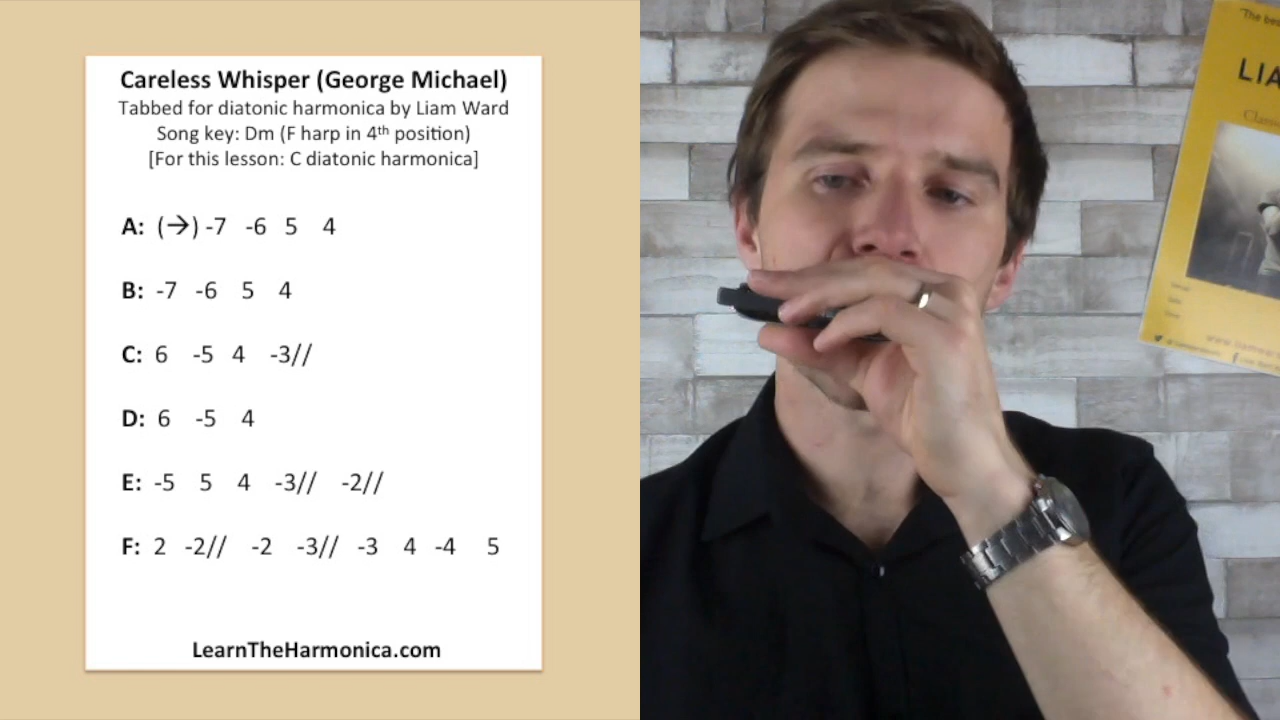 Careless Whisper (George Michael)
Tabbed for diatonic harmonica by Liam Ward
Song key: Dm (F harp in 4th position)
[For this lesson: C diatonic harmonica]
A: (→) -7 -6 5 4
B: -7 -6 5 4
C: 6 -5 4 -3//
D: 6 -5 4
E: -5 5 4 -3// -2//
F: 2 -2// -2 -3// -3 4 -4 5
LearnTheHarmonica.com
"The
LIA